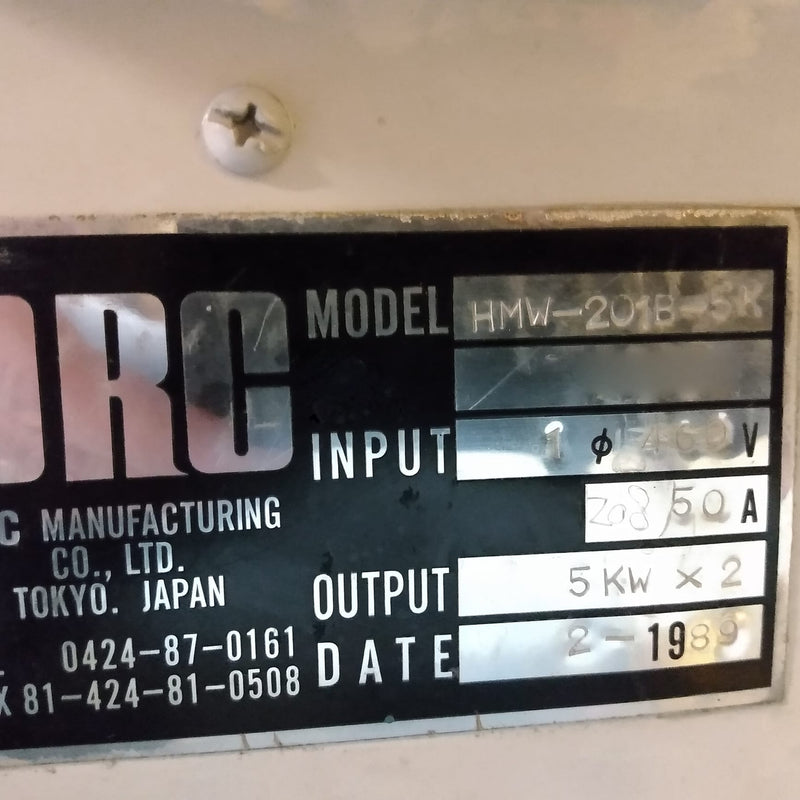 ORC
MODEL HMW-201B-5K
INPUT 1 φ 460 V
208/50 A
C MANUFACTURING
CO., LTD.
TOKYO. JAPAN
OUTPUT 5KW × 2
0424-87-0161
X 81-424-81-0508
DATE 2-1989